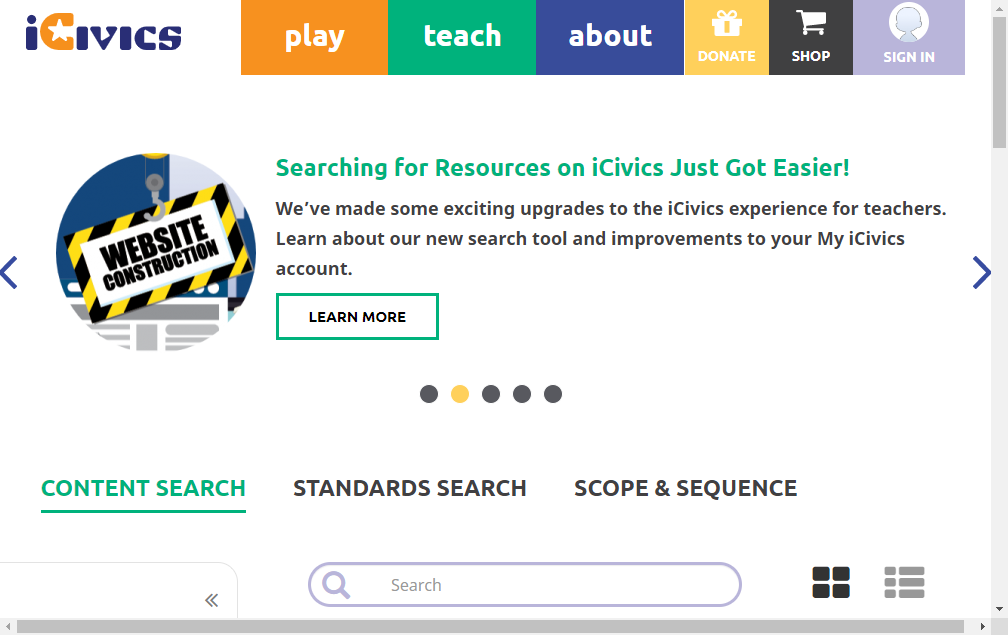 iCivics
play
teach
about
DONATE
SHOP
SIGN IN
WEBSITE
CONSTRUCTION
Searching for Resources on iCivics Just Got Easier!
We’ve made some exciting upgrades to the iCivics experience for teachers.
Learn about our new search tool and improvements to your My iCivics
account.
LEARN MORE
CONTENT SEARCH
STANDARDS SEARCH
SCOPE & SEQUENCE
Search